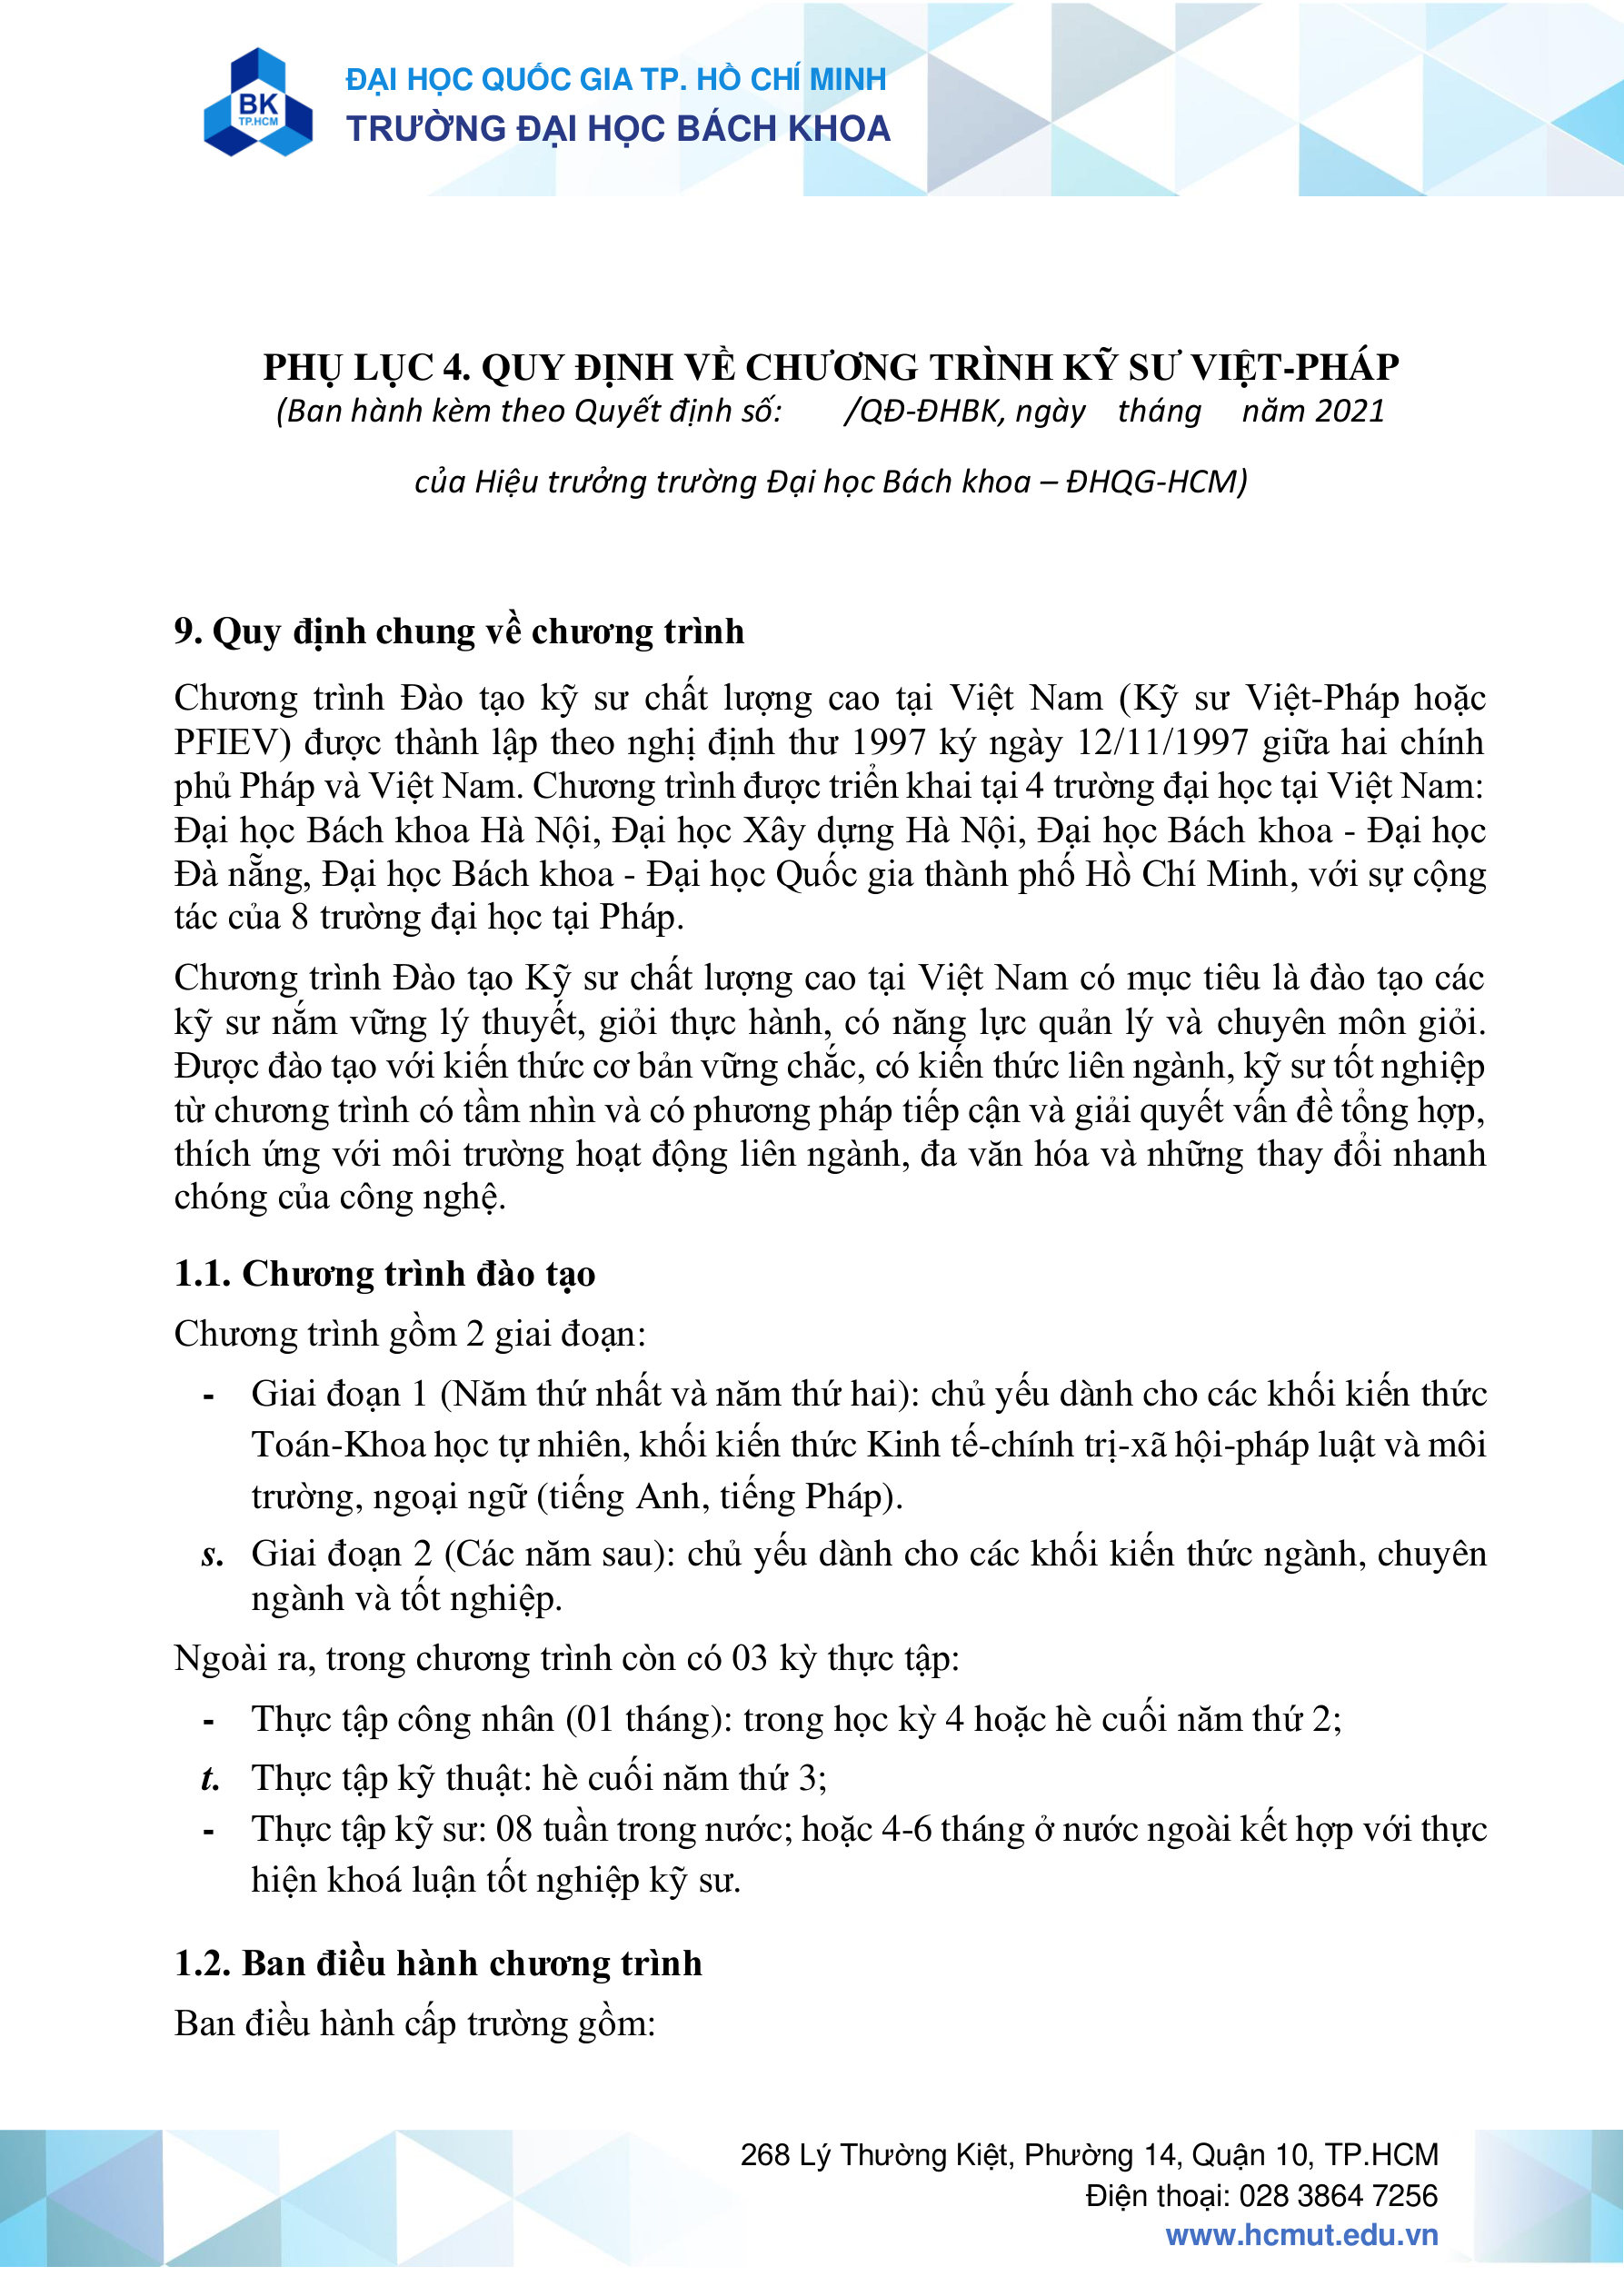 BK
TP.HCM
ĐẠI HỌC QUỐC GIA TP. HỒ CHÍ MINH
TRƯỜNG ĐẠI HỌC BÁCH KHOA
PHỤ LỤC 4. QUY ĐỊNH VỀ CHƯƠNG TRÌNH KỸ SƯ VIỆT-PHÁP
(Ban hành kèm theo Quyết định số: /QĐ-ĐHBK, ngày tháng năm 2021
của Hiệu trưởng trường Đại học Bách khoa – ĐHQG-HCM)
9. Quy định chung về chương trình
Chương trình Đào tạo kỹ sư chất lượng cao tại Việt Nam (Kỹ sư Việt-Pháp hoặc
PFIEV) được thành lập theo nghị định thư 1997 ký ngày 12/11/1997 giữa hai chính
phủ Pháp và Việt Nam. Chương trình được triển khai tại 4 trường đại học tại Việt Nam:
Đại học Bách khoa Hà Nội, Đại học Xây dựng Hà Nội, Đại học Bách khoa - Đại học
Đà nẵng, Đại học Bách khoa - Đại học Quốc gia thành phố Hồ Chí Minh, với sự cộng
tác của 8 trường đại học tại Pháp.
Chương trình Đào tạo Kỹ sư chất lượng cao tại Việt Nam có mục tiêu là đào tạo các
kỹ sư nắm vững lý thuyết, giỏi thực hành, có năng lực quản lý và chuyên môn giỏi.
Được đào tạo với kiến thức cơ bản vững chắc, có kiến thức liên ngành, kỹ sư tốt nghiệp
từ chương trình có tầm nhìn và có phương pháp tiếp cận và giải quyết vấn đề tổng hợp,
thích ứng với môi trường hoạt động liên ngành, đa văn hóa và những thay đổi nhanh
chóng của công nghệ.
1.1. Chương trình đào tạo
Chương trình gồm 2 giai đoạn:
- Giai đoạn 1 (Năm thứ nhất và năm thứ hai): chủ yếu dành cho các khối kiến thức
Toán-Khoa học tự nhiên, khối kiến thức Kinh tế-chính trị-xã hội-pháp luật và môi
trường, ngoại ngữ (tiếng Anh, tiếng Pháp).
s. Giai đoạn 2 (Các năm sau): chủ yếu dành cho các khối kiến thức ngành, chuyên
ngành và tốt nghiệp.
Ngoài ra, trong chương trình còn có 03 kỳ thực tập:
- Thực tập công nhân (01 tháng): trong học kỳ 4 hoặc hè cuối năm thứ 2;
t. Thực tập kỹ thuật: hè cuối năm thứ 3;
- Thực tập kỹ sư: 08 tuần trong nước; hoặc 4-6 tháng ở nước ngoài kết hợp với thực
hiện khoá luận tốt nghiệp kỹ sư.
1.2. Ban điều hành chương trình
Ban điều hành cấp trường gồm:
268 Lý Thường Kiệt, Phường 14, Quận 10, TP.HCM
Điện thoại: 028 3864 7256
www.hcmut.edu.vn